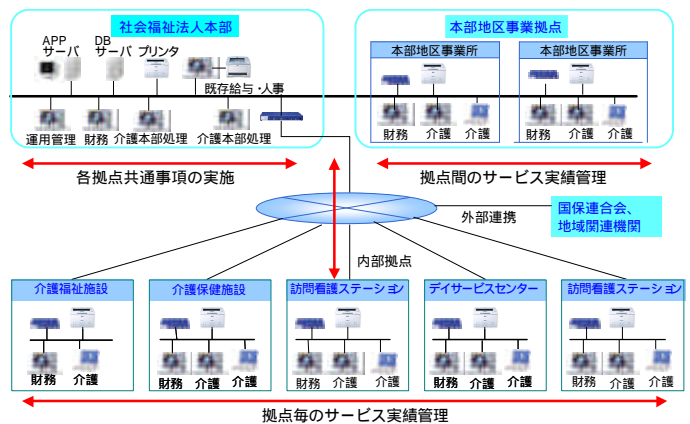 社会福祉法人本部
APP
サーバ
DB
サーバ
プリンタ
既存給与・人事
運用管理
財務
介護本部処理
介護本部処理
各拠点共通事項の実施
本部地区事業拠点
本部地区事業所
本部地区事業所
財務
介護
介護
財務
介護
介護
拠点間のサービス実績管理
外部連携
国保連合会、
地域関連機関
内部拠点
介護福祉施設
介護保健施設
訪問看護ステーション
デイサービスセンター
訪問看護ステーション
財務
介護
財務
介護
介護
財務
介護
介護
財務
介護
介護
財務
介護
介護
拠点毎のサービス実績管理